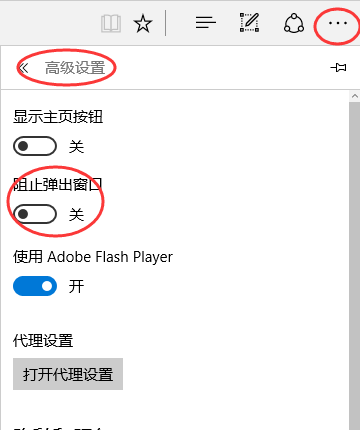 高级设置
显示主页按钮
关
阻止弹出窗口
关
使用 Adobe Flash Player
开
代理设置
打开代理设置